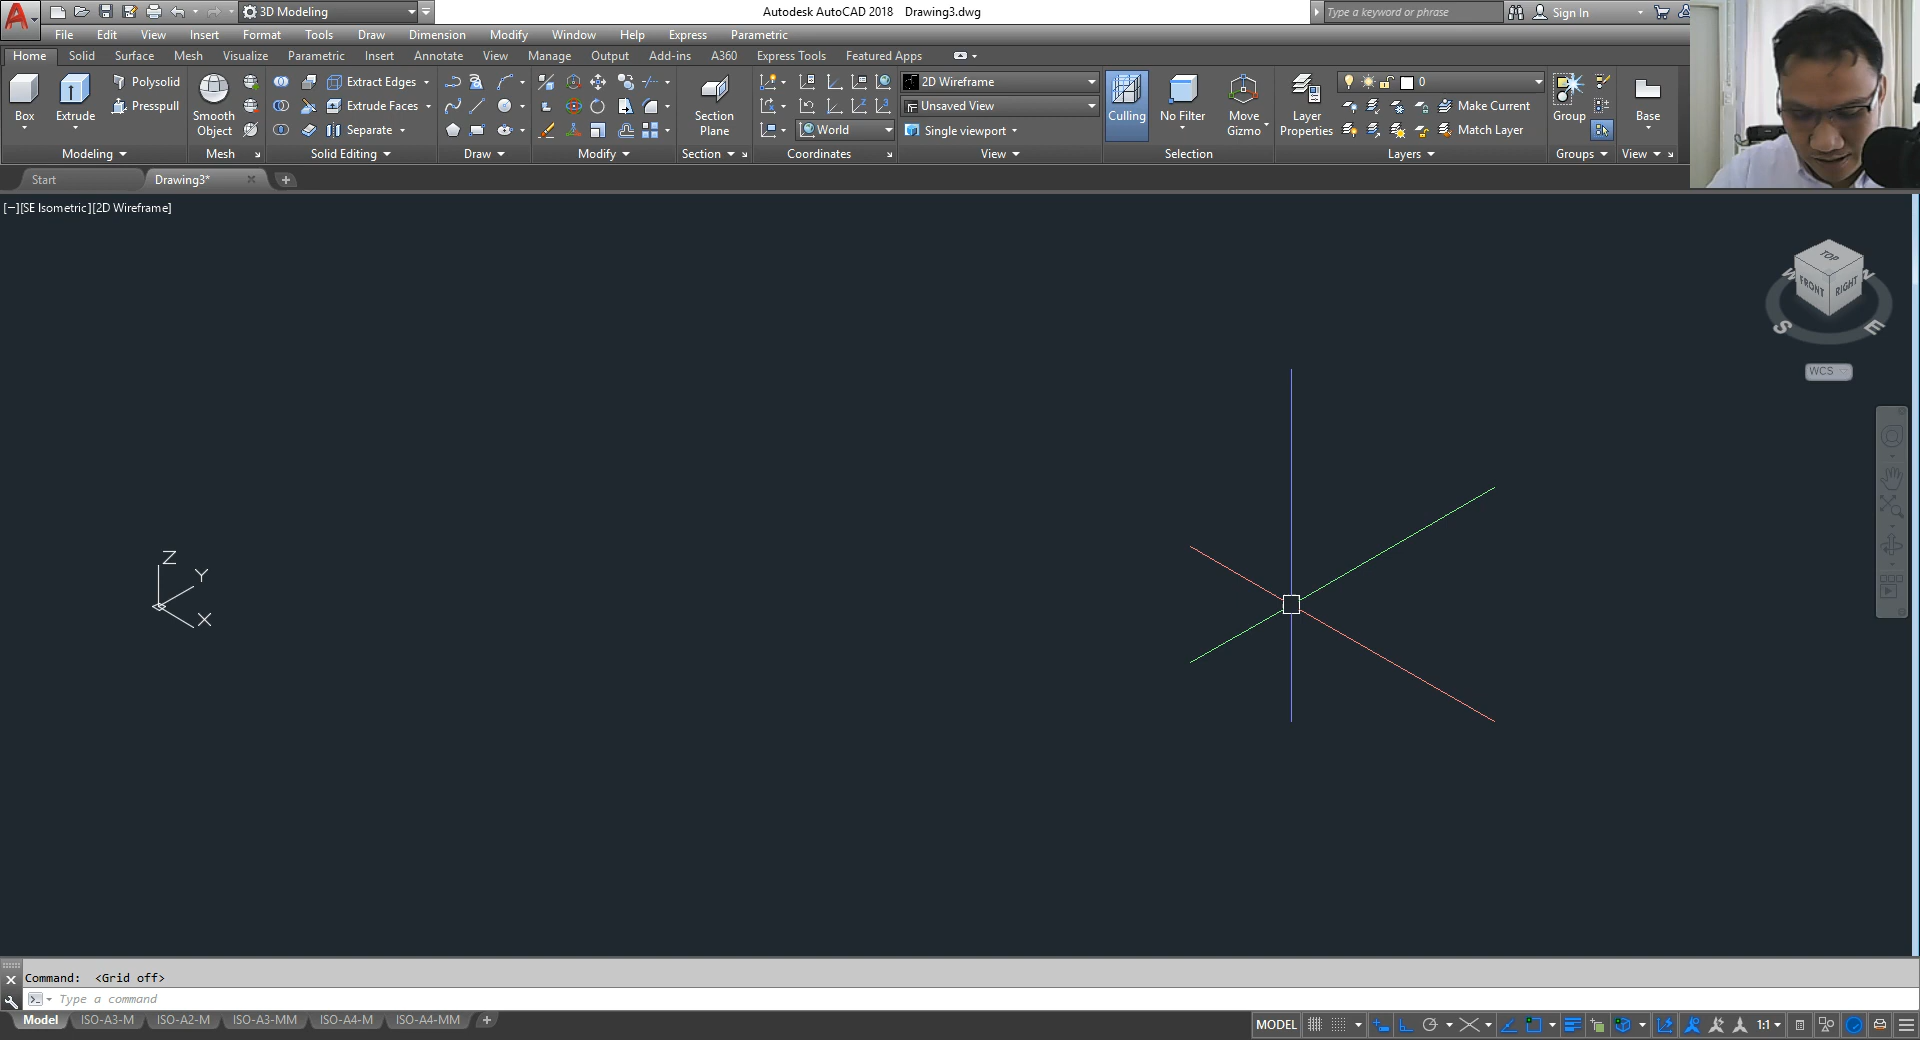 3D Modeling
Autodesk AutoCAD 2018 Drawing3.dwg
Type a keyword or phrase
Sign In
File Edit View Insert Format Tools Draw Dimension Modify Window Help Express Parametric
Home Solid Surface Mesh Visualize Parametric Insert Annotate View Manage Output Add-ins A360 Express Tools Featured Apps
Box
Extrude
Polysolid
Presspull
Modeling
Smooth Object
Mesh
Extract Edges
Extrude Faces
Separate
Solid Editing
Draw
Modify
Section Plane
Section
World
Coordinates
2D Wireframe
Unsaved View
Single viewport
View
Culling
No Filter
Move Gizmo
Selection
Layer Properties
0
Make Current
Match Layer
Layers
Group
Groups
Base
View
Start
Drawing3*
[−][SE Isometric][2D Wireframe]
TOP
FRONT
RIGHT
W N
S E
WCS
Z
Y
X
Command: <Grid off>
Type a command
Model ISO-A3-M ISO-A2-M ISO-A3-MM ISO-A4-M ISO-A4-MM
MODEL
1:1